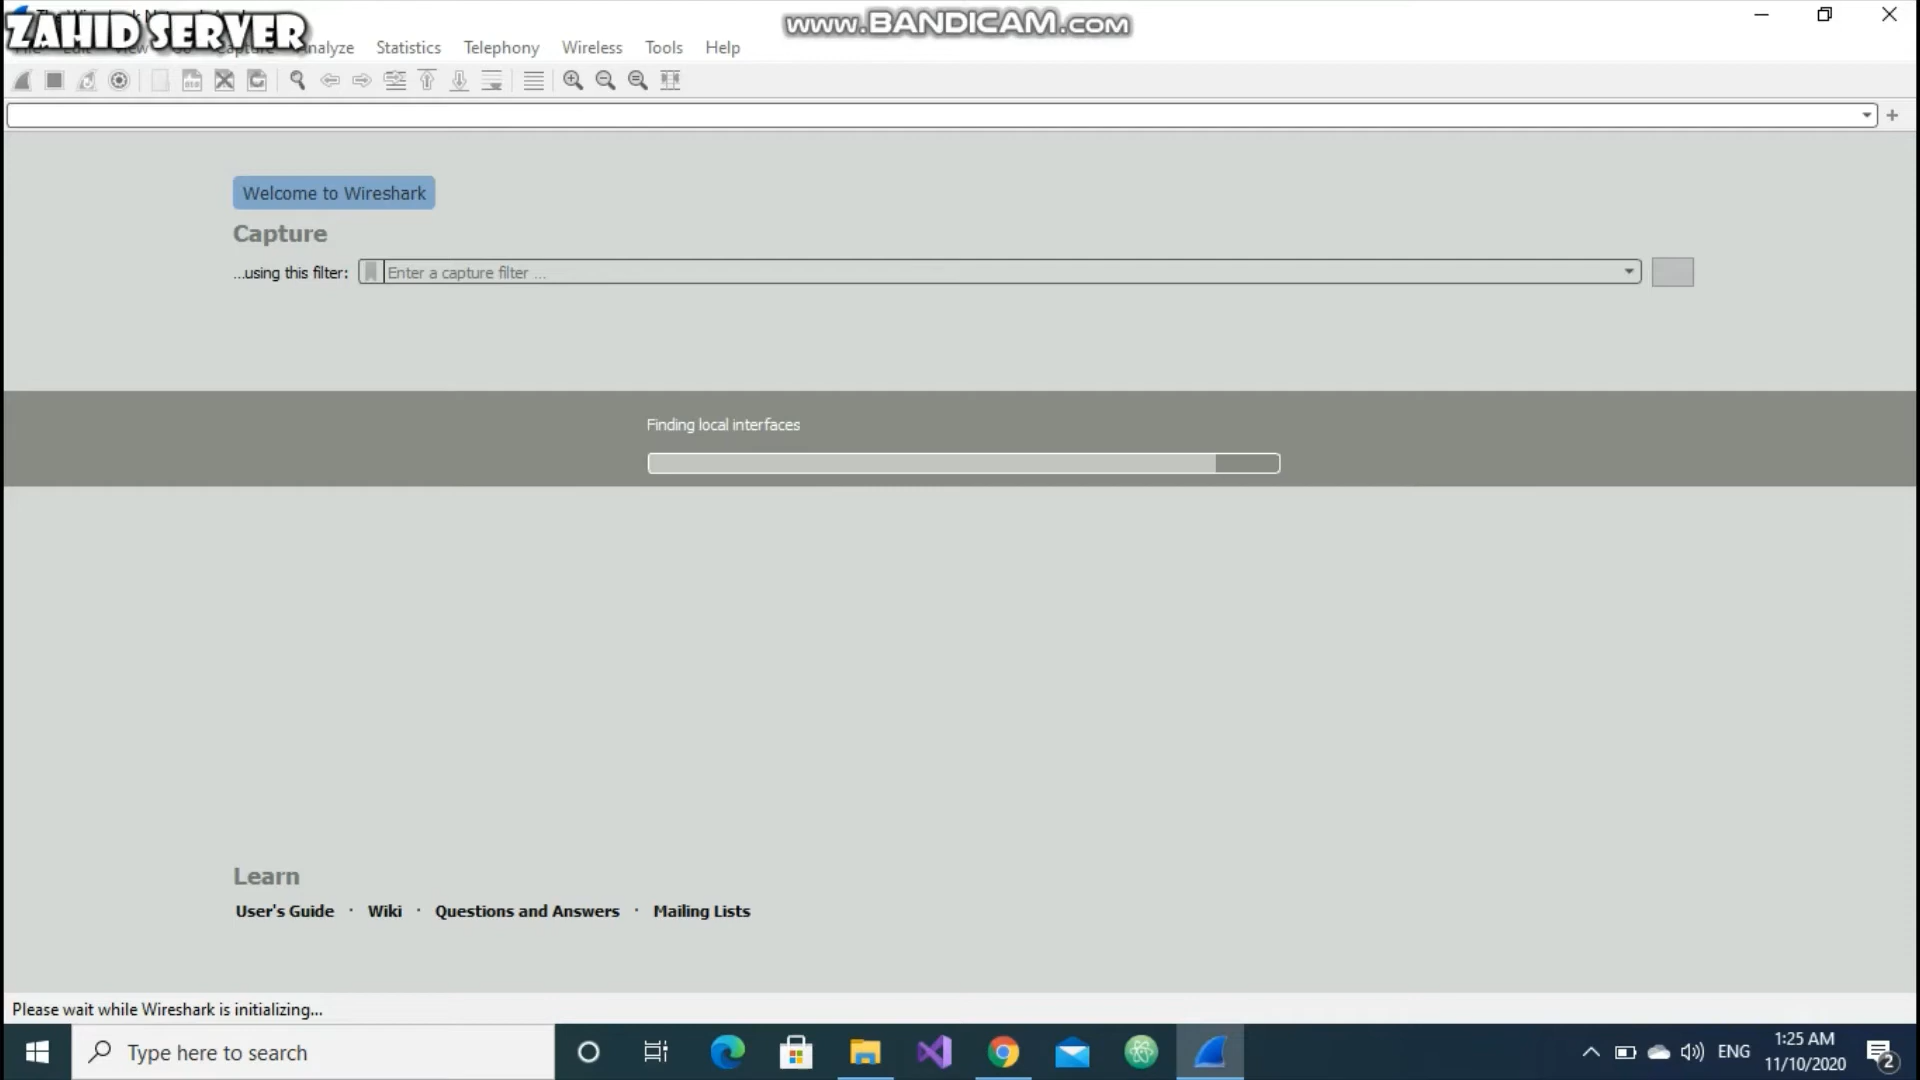 ZAHID SERVER
www.BANDICAM.com
Analyze Statistics Telephony Wireless Tools Help
Welcome to Wireshark
Capture
...using this filter: Enter a capture filter ...
Finding local interfaces
Learn
User's Guide · Wiki · Questions and Answers · Mailing Lists
Please wait while Wireshark is initializing...
Type here to search
ENG
1:25 AM
11/10/2020
2